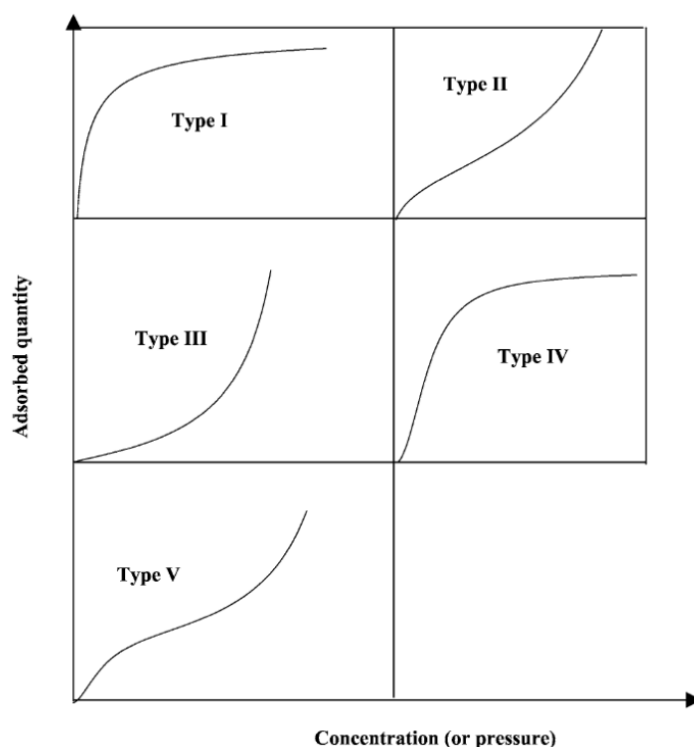 Type I
Type II
Type III
Type IV
Type V
Adsorbed quantity
Concentration (or pressure)